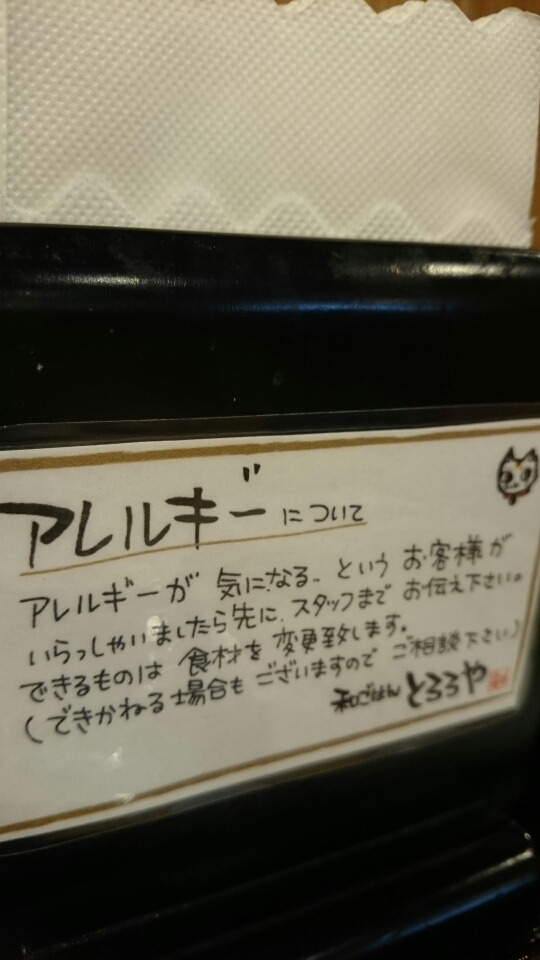 アレルギーについて
アレルギーが 気になる。というお客様が
いらっしゃいましたら先に、スタッフまでお伝え下さい。
できるものは 食材を変更致します。
（できかねる場合もございますので ご相談下さい）
和ごはん とろろや